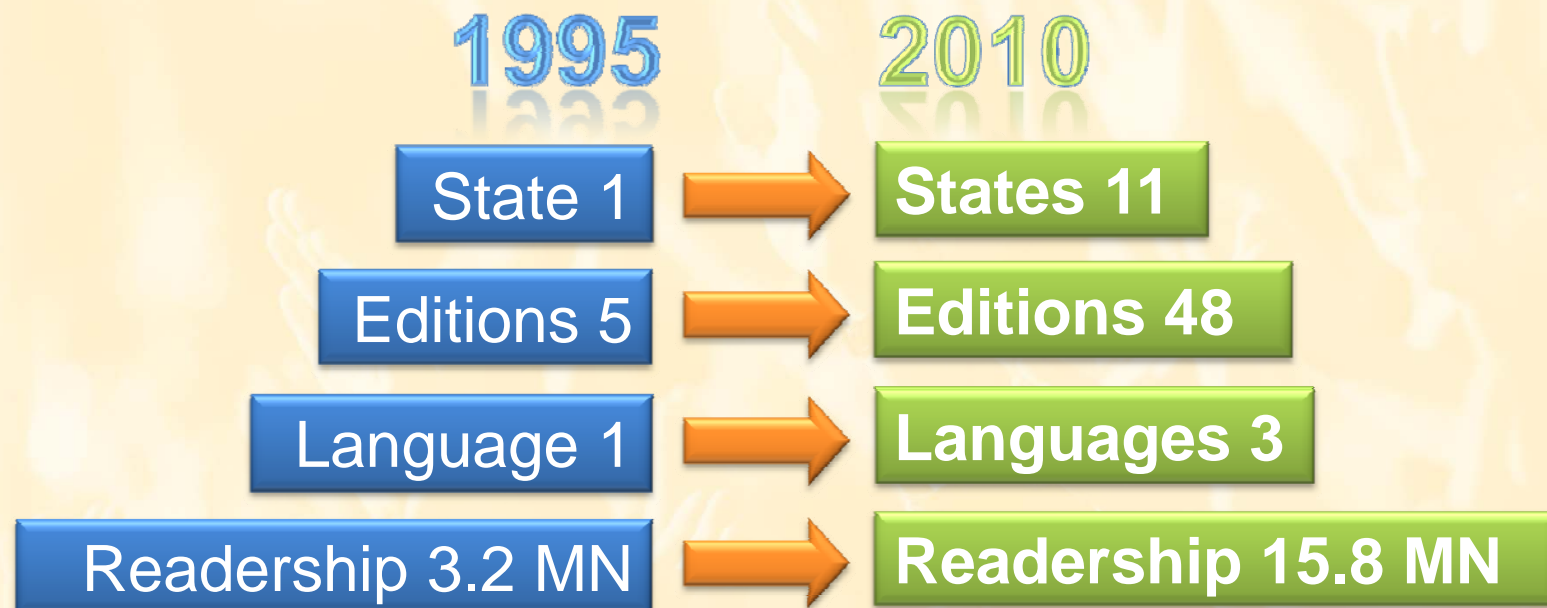 1995 2010
State 1 States 11
Editions 5 Editions 48
Language 1 Languages 3
Readership 3.2 MN Readership 15.8 MN